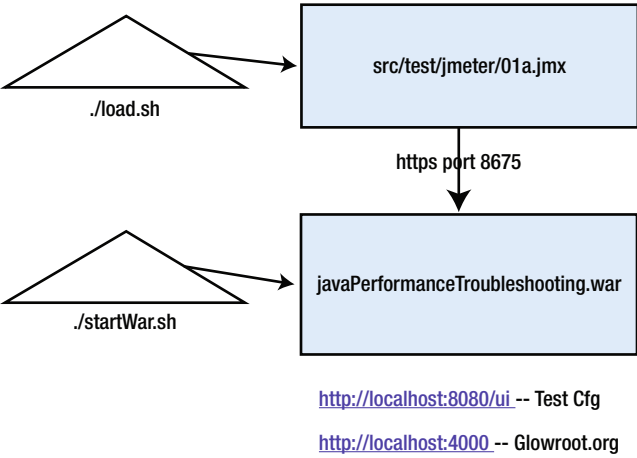 src/test/jmeter/01a.jmx
./load.sh
https port 8675
javaPerformanceTroubleshooting.war
./startWar.sh
http://localhost:8080/ui -- Test Cfg
http://localhost:4000 -- Glowroot.org